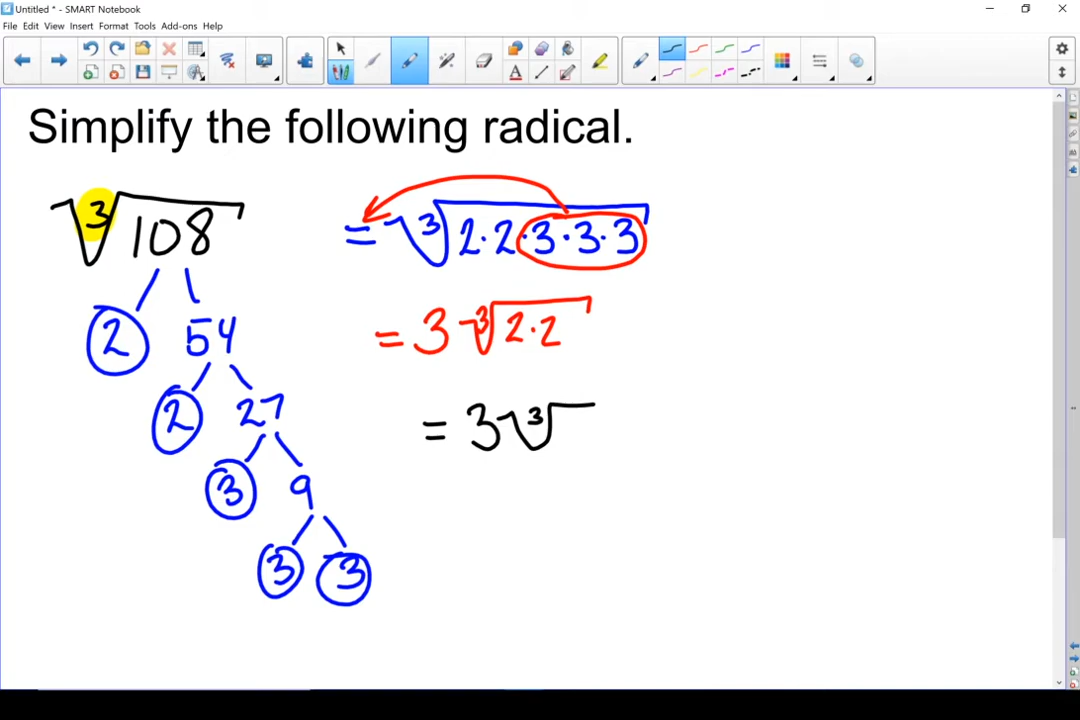 Untitled * - SMART Notebook
File Edit View Insert Format Tools Add-ons Help
Simplify the following radical.
∛108
= ∛2·2·3·3·3
2 54
= 3 ∛2·2
2 27
= 3 ∛
3 9
3 3